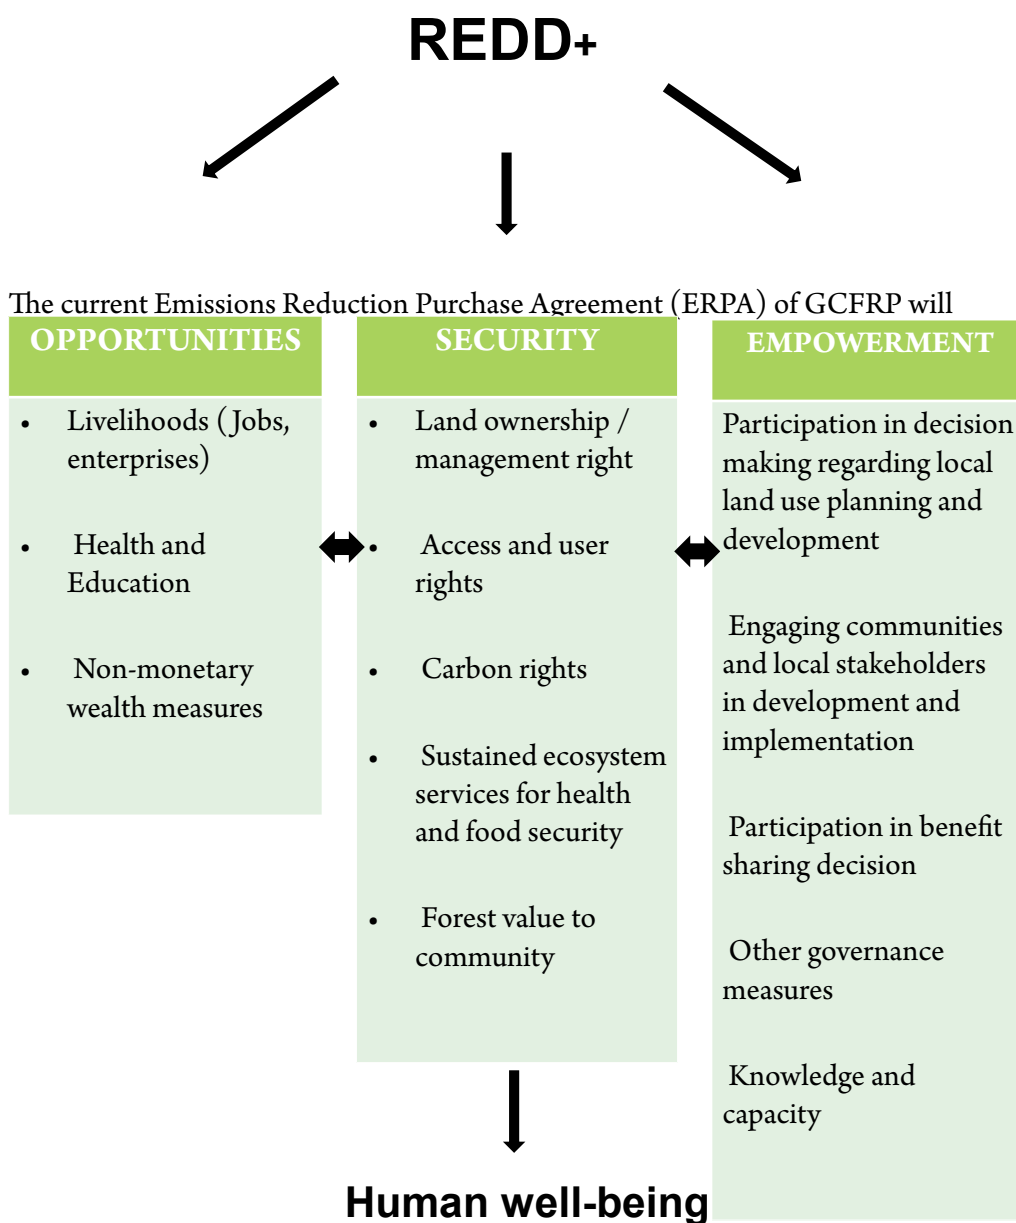 REDD+
The current Emissions Reduction Purchase Agreement (ERPA) of GCFRP will
OPPORTUNITIES
• Livelihoods (Jobs,
enterprises)
• Health and
Education
• Non-monetary
wealth measures
SECURITY
• Land ownership /
management right
• Access and user
rights
• Carbon rights
• Sustained ecosystem
services for health
and food security
• Forest value to
community
EMPOWERMENT
Participation in decision
making regarding local
land use planning and
development
Engaging communities
and local stakeholders
in development and
implementation
Participation in benefit
sharing decision
Other governance
measures
Knowledge and
capacity
Human well-being